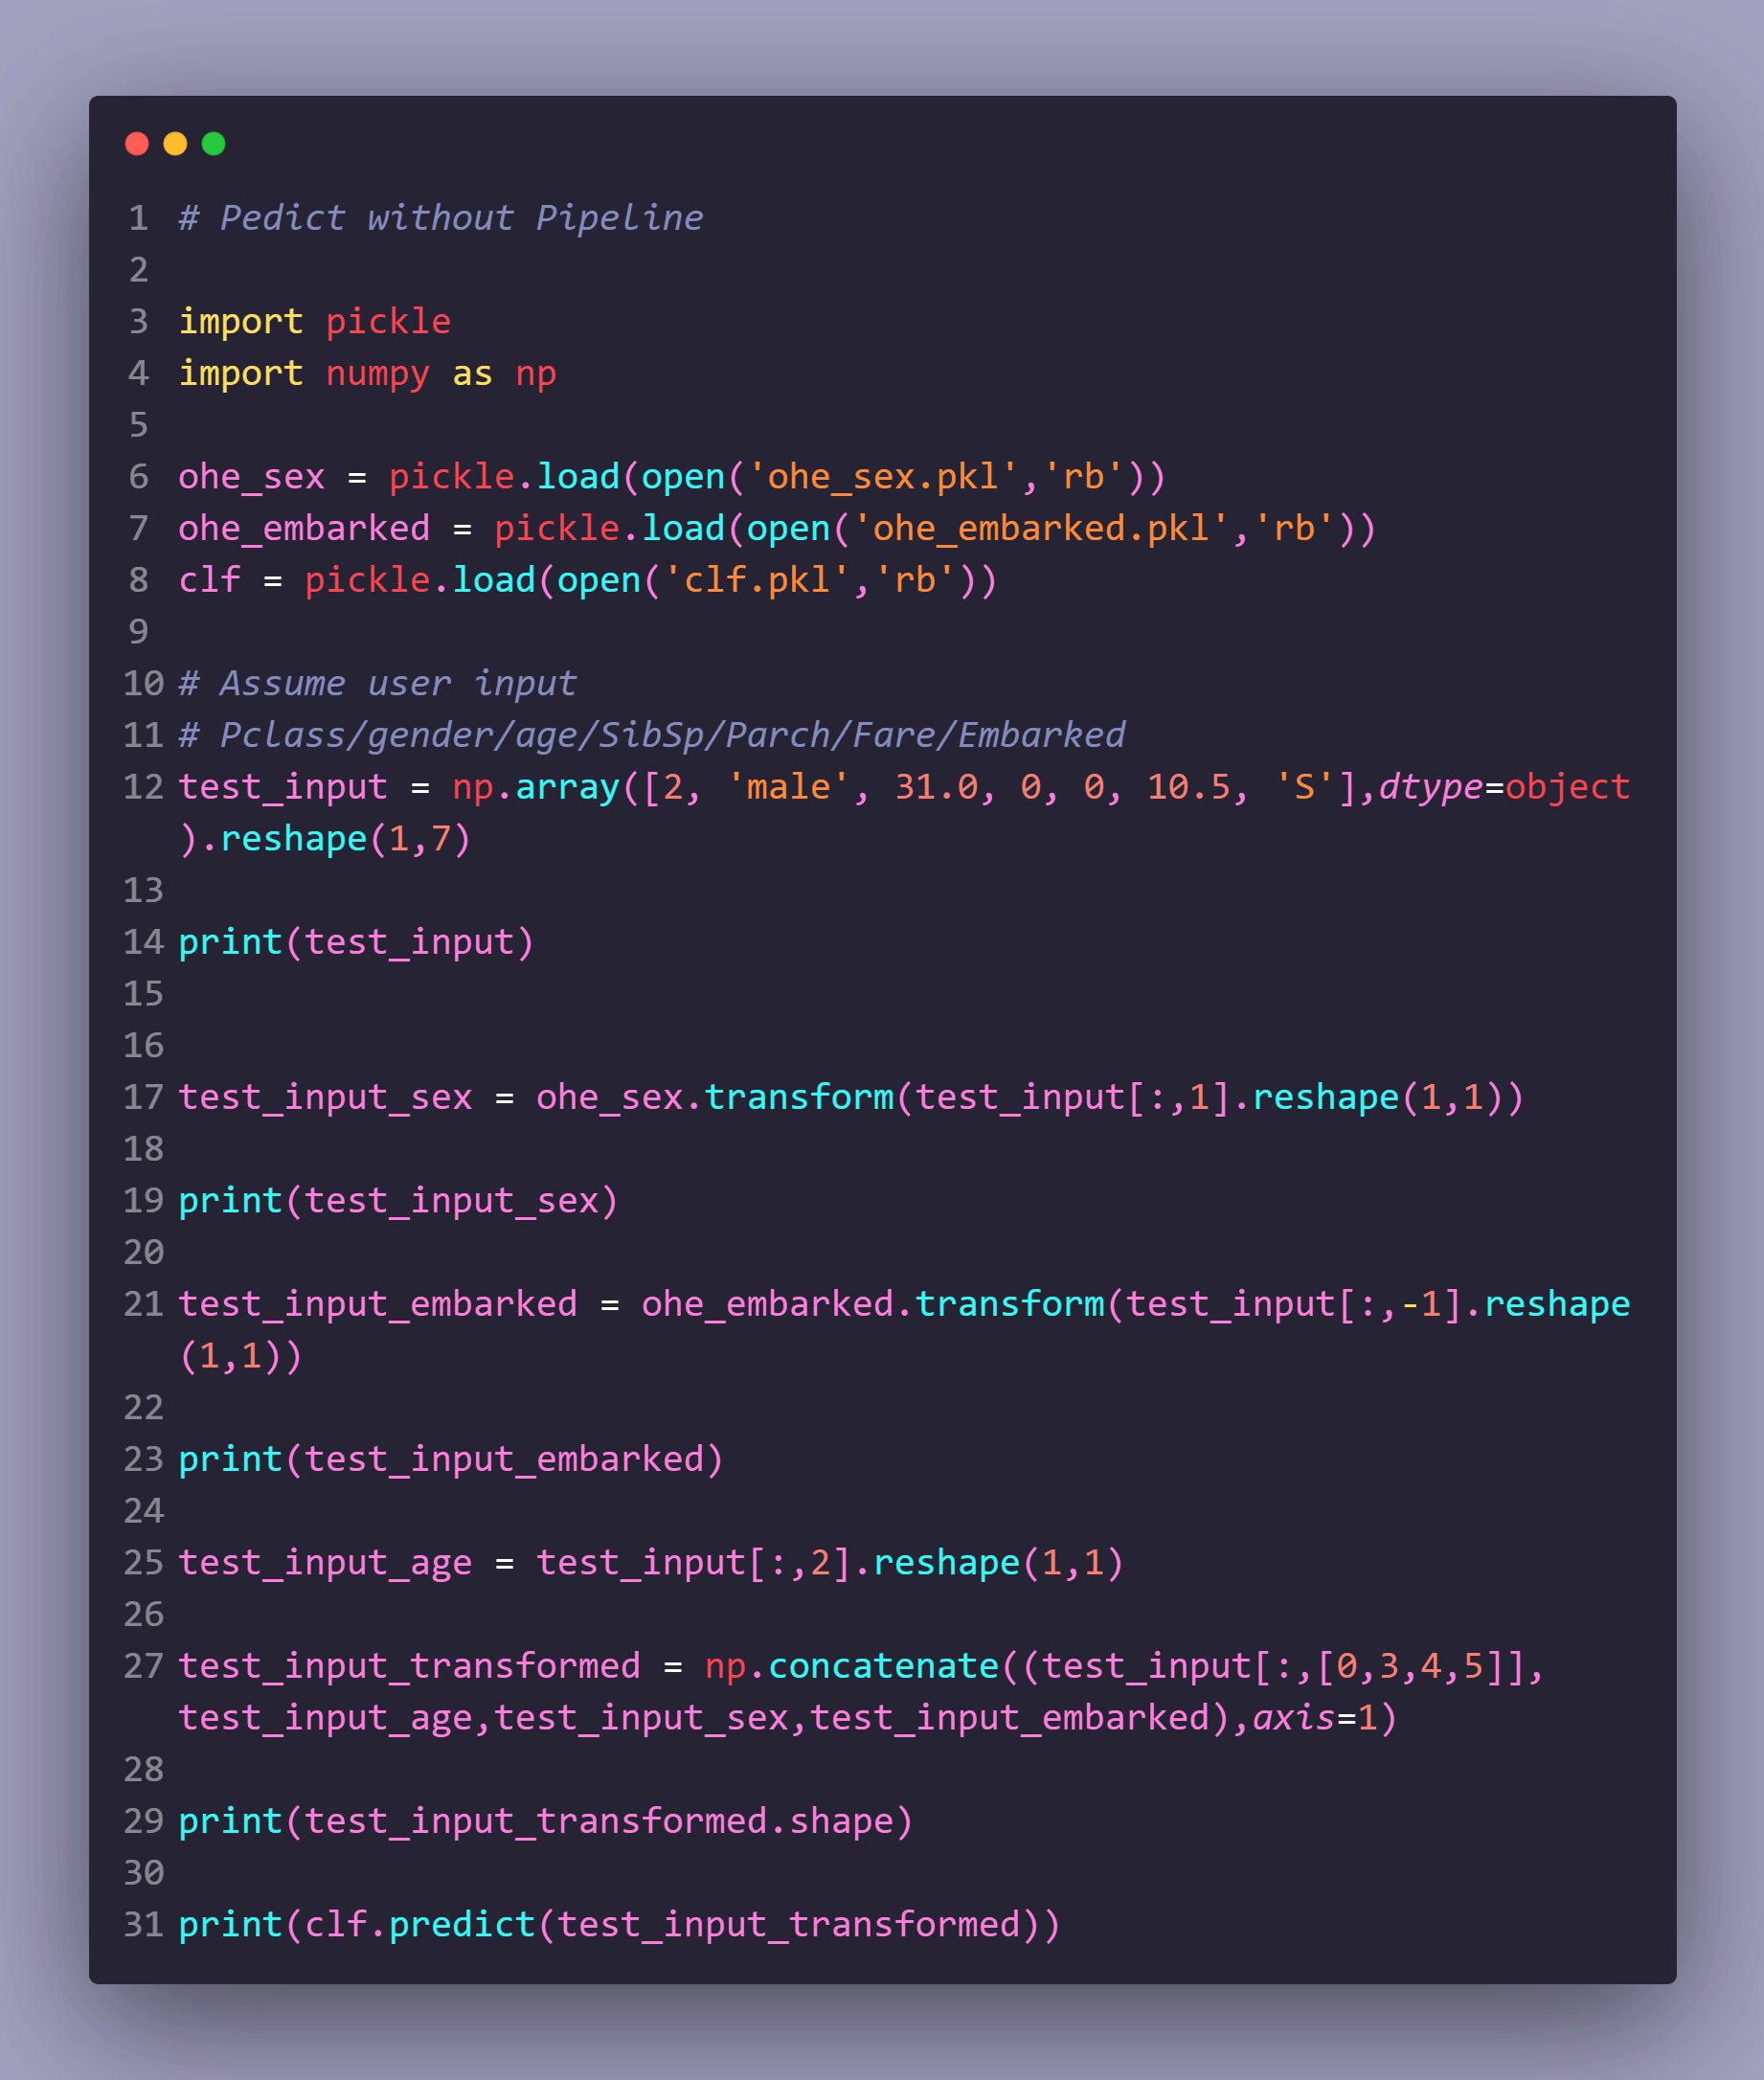 1 # Pedict without Pipeline
2
3 import pickle
4 import numpy as np
5
6 ohe_sex = pickle.load(open('ohe_sex.pkl','rb'))
7 ohe_embarked = pickle.load(open('ohe_embarked.pkl','rb'))
8 clf = pickle.load(open('clf.pkl','rb'))
9
10 # Assume user input
11 # Pclass/gender/age/SibSp/Parch/Fare/Embarked
12 test_input = np.array([2, 'male', 31.0, 0, 0, 10.5, 'S'],dtype=object
).reshape(1,7)
13
14 print(test_input)
15
16
17 test_input_sex = ohe_sex.transform(test_input[:,1].reshape(1,1))
18
19 print(test_input_sex)
20
21 test_input_embarked = ohe_embarked.transform(test_input[:,-1].reshape
(1,1))
22
23 print(test_input_embarked)
24
25 test_input_age = test_input[:,2].reshape(1,1)
26
27 test_input_transformed = np.concatenate((test_input[:,[0,3,4,5]],
test_input_age,test_input_sex,test_input_embarked),axis=1)
28
29 print(test_input_transformed.shape)
30
31 print(clf.predict(test_input_transformed))